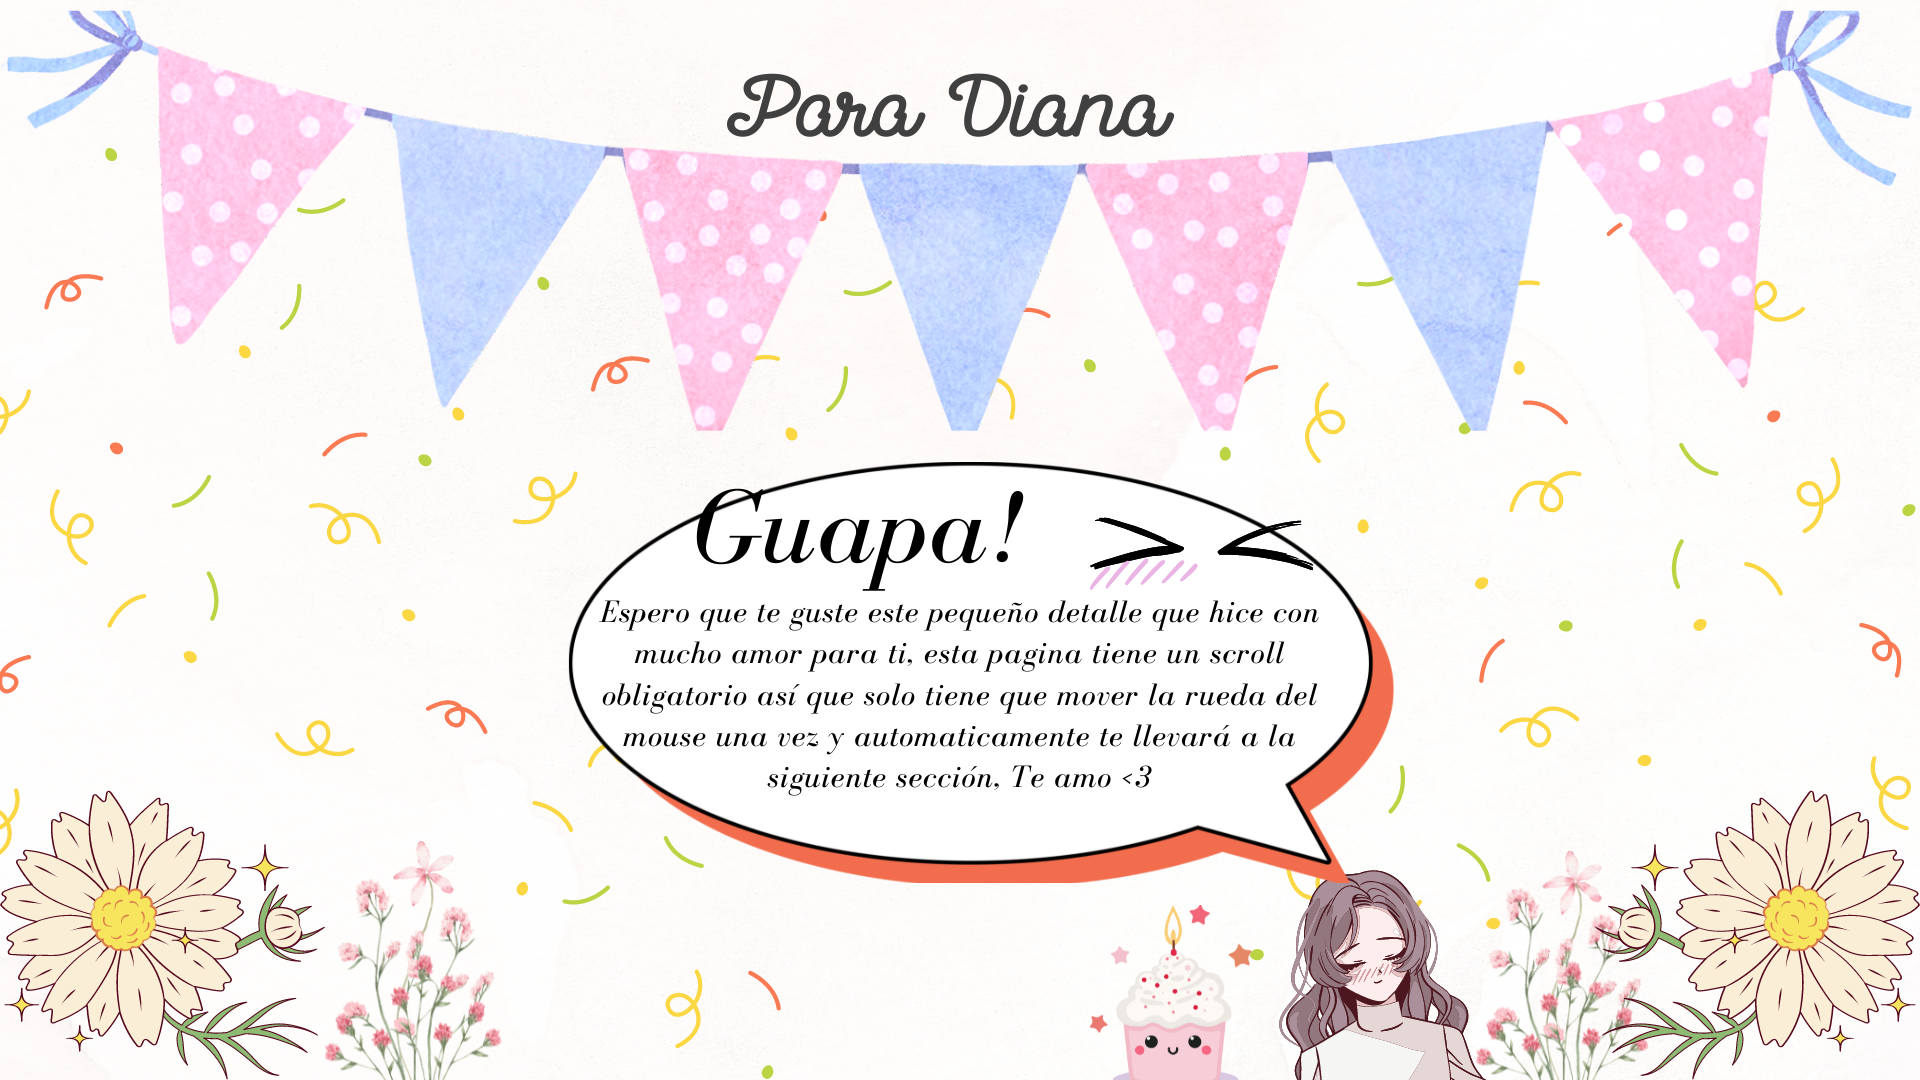 Para Diana
Guapa! > <
Espero que te guste este pequeño detalle que hice con
mucho amor para ti, esta pagina tiene un scroll
obligatorio así que solo tiene que mover la rueda del
mouse una vez y automaticamente te llevará a la
siguiente sección, Te amo <3